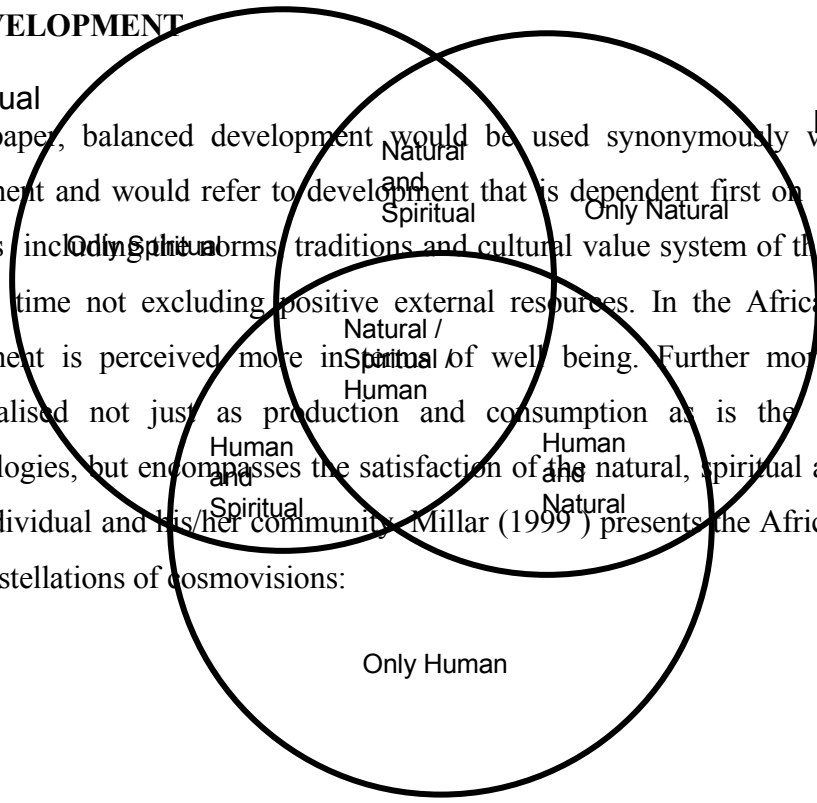 VELOPMENT
ual
paper, balanced development would be used synonymously w
Natural
and
Spiritual
nent and would refer to development that is dependent first on
Only Natural
Only Spiritual
s including the norms, traditions and cultural value system of th
time not excluding positive external resources. In the Africa
Natural /
Spiritual /
Human
nent is perceived more in terms of well being. Further mor
alised not just as production and consumption as is the
Human
and
Spiritual
Human
and
Natural
logies, but encompasses the satisfaction of the natural, spiritual a
dividual and his/her community. Millar (1999 ) presents the Afric
stellations of cosmovisions:
Only Human